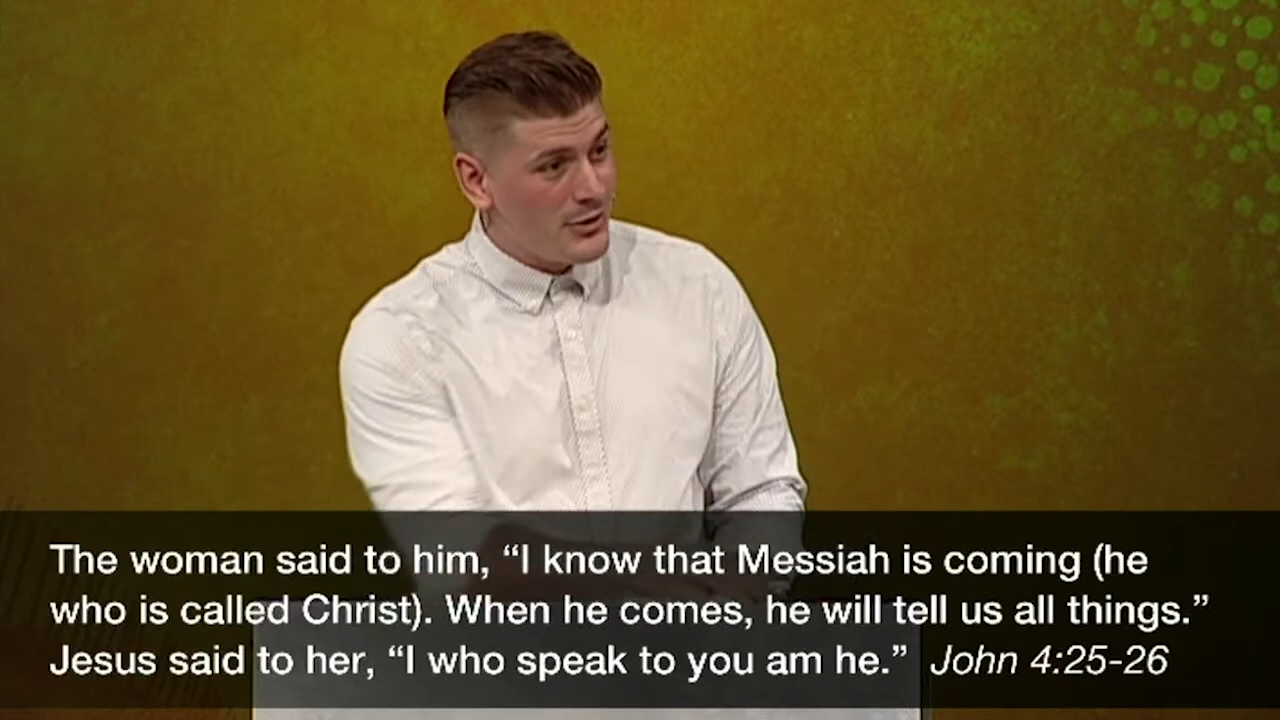 The woman said to him, “I know that Messiah is coming (he
who is called Christ). When he comes, he will tell us all things.”
Jesus said to her, “I who speak to you am he.” John 4:25-26